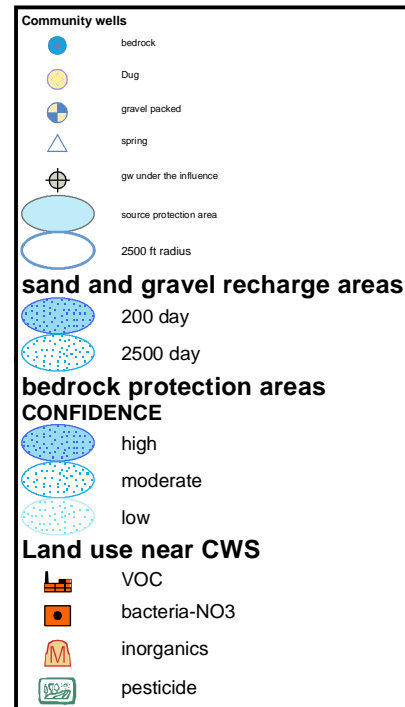 Community wells
bedrock
Dug
gravel packed
spring
gw under the influence
source protection area
2500 ft radius
sand and gravel recharge areas
200 day
2500 day
bedrock protection areas
CONFIDENCE
high
moderate
low
Land use near CWS
VOC
bacteria-NO3
M inorganics
pesticide